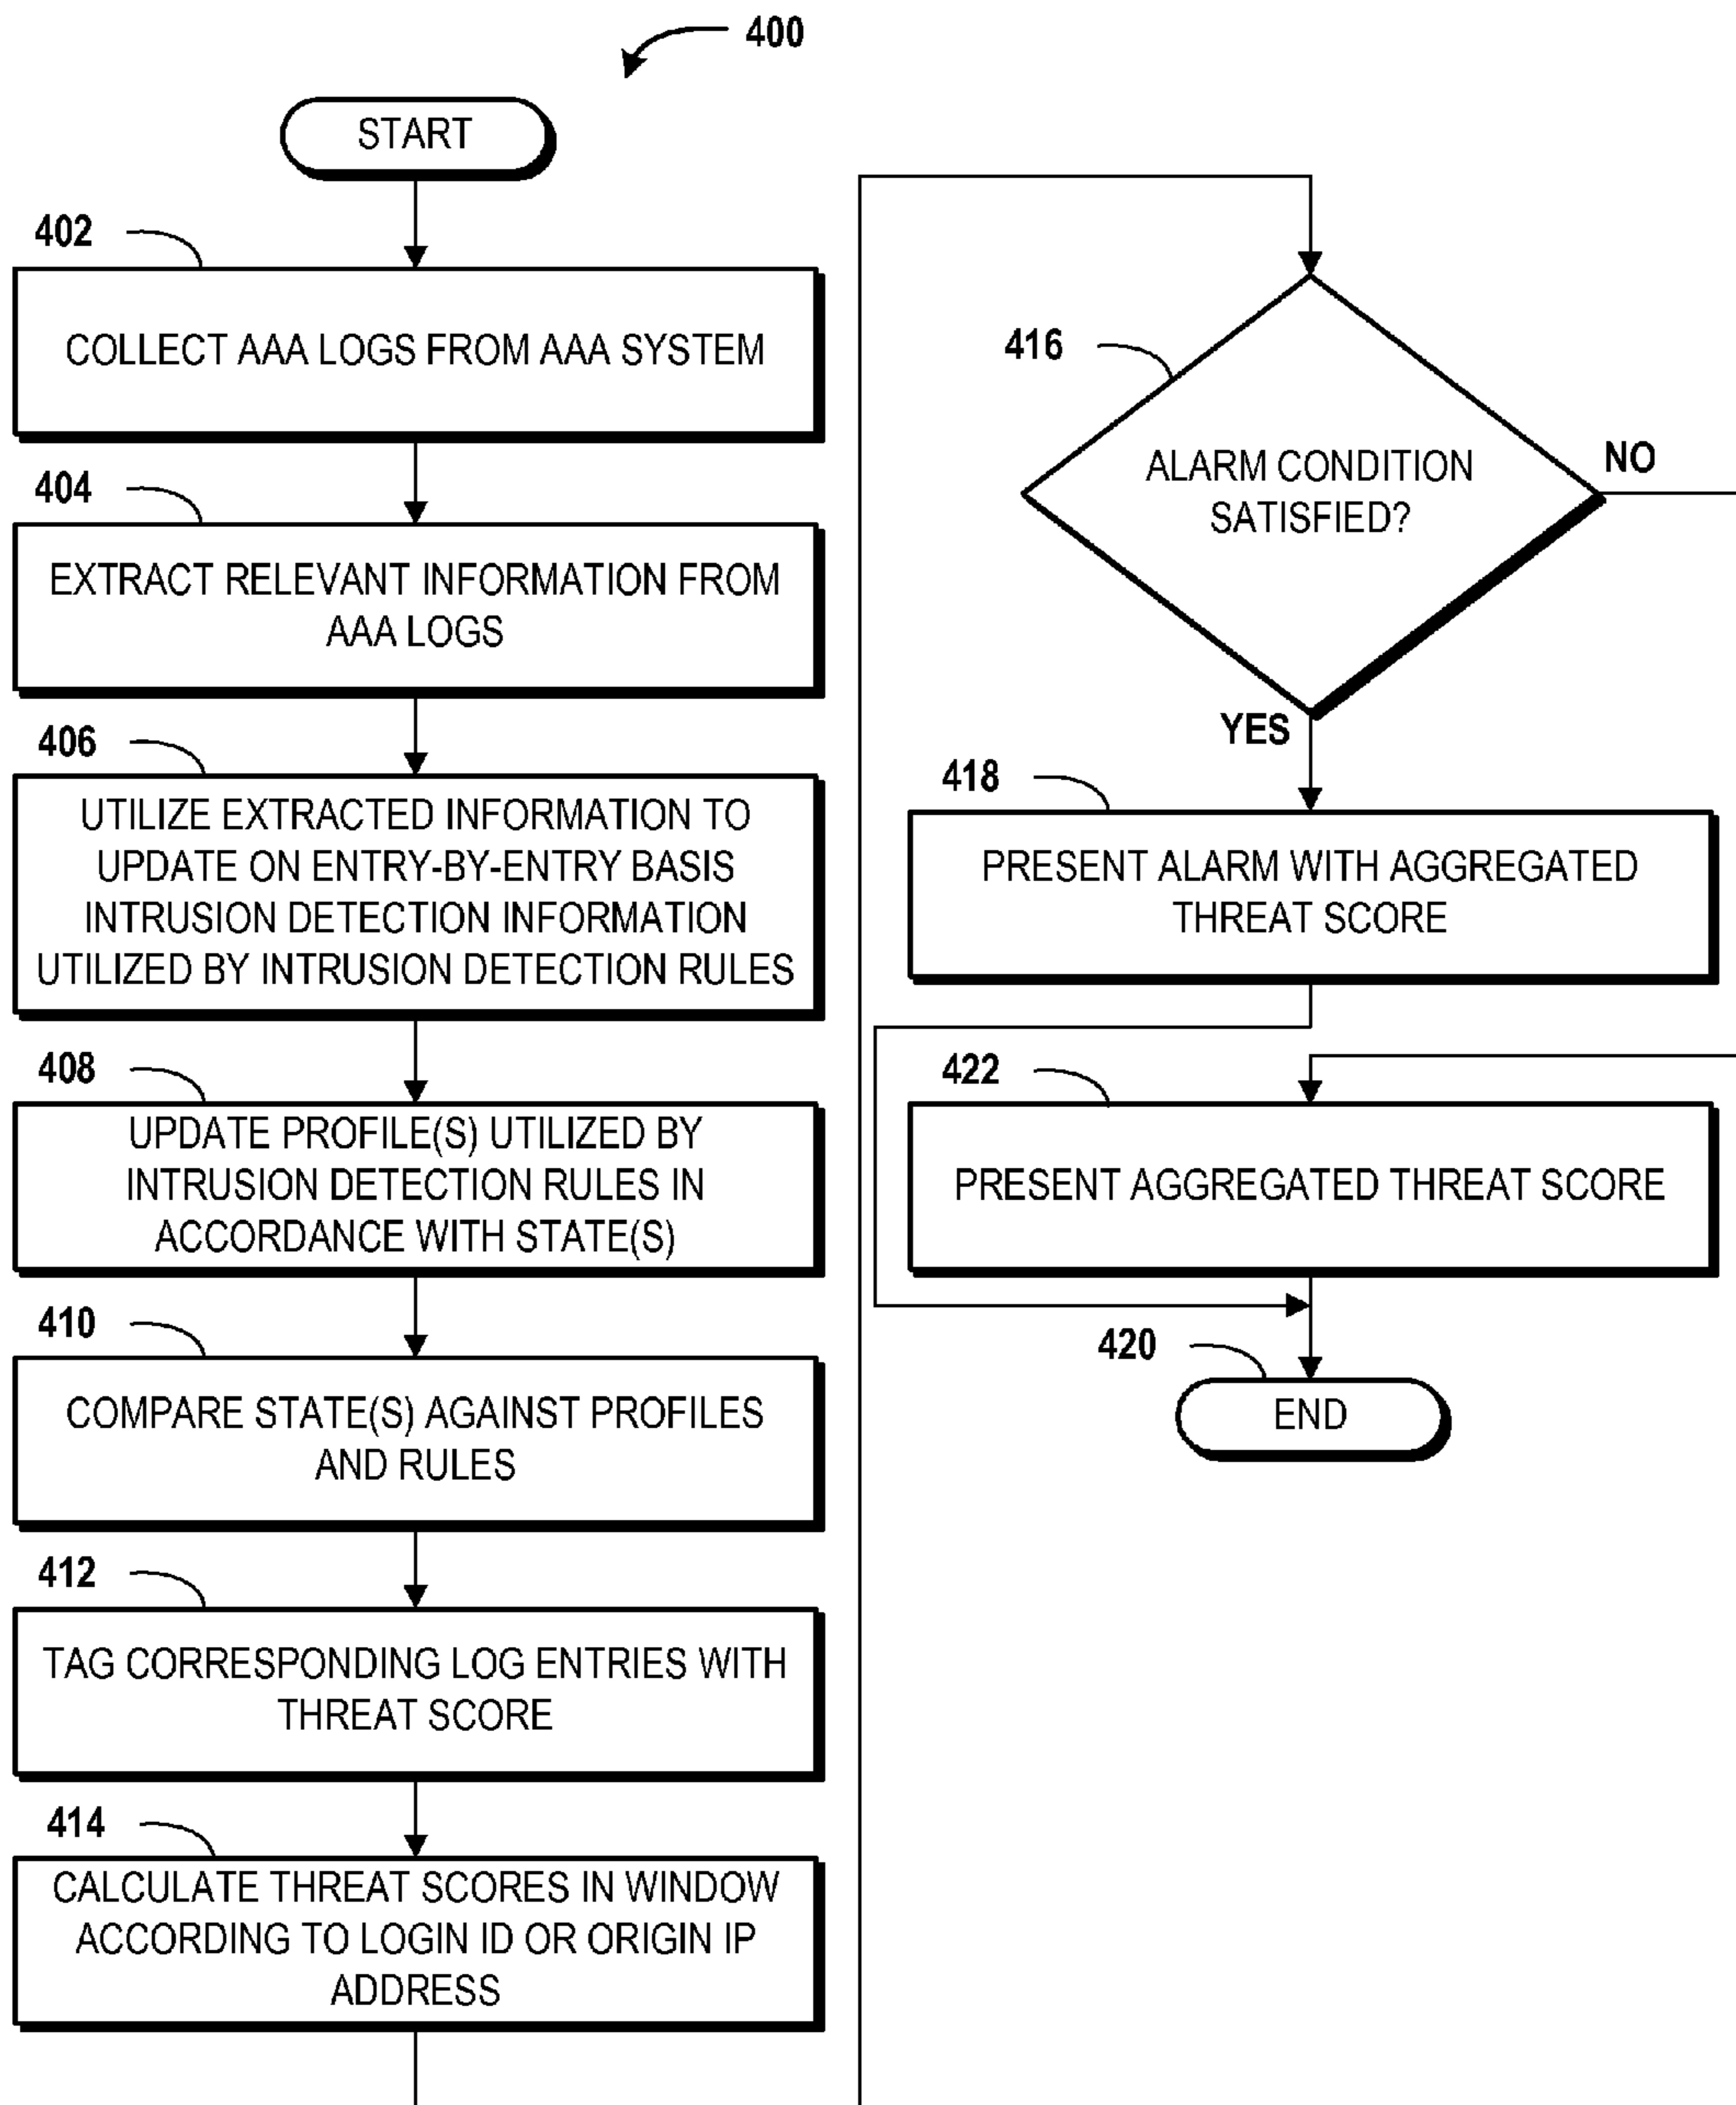 400
START
402
COLLECT AAA LOGS FROM AAA SYSTEM
404
EXTRACT RELEVANT INFORMATION FROM
AAA LOGS
406
UTILIZE EXTRACTED INFORMATION TO
UPDATE ON ENTRY-BY-ENTRY BASIS
INTRUSION DETECTION INFORMATION
UTILIZED BY INTRUSION DETECTION RULES
408
UPDATE PROFILE(S) UTILIZED BY
INTRUSION DETECTION RULES IN
ACCORDANCE WITH STATE(S)
410
COMPARE STATE(S) AGAINST PROFILES
AND RULES
412
TAG CORRESPONDING LOG ENTRIES WITH
THREAT SCORE
414
CALCULATE THREAT SCORES IN WINDOW
ACCORDING TO LOGIN ID OR ORIGIN IP
ADDRESS
416
ALARM CONDITION
SATISFIED?
NO
YES
418
PRESENT ALARM WITH AGGREGATED
THREAT SCORE
422
PRESENT AGGREGATED THREAT SCORE
420
END